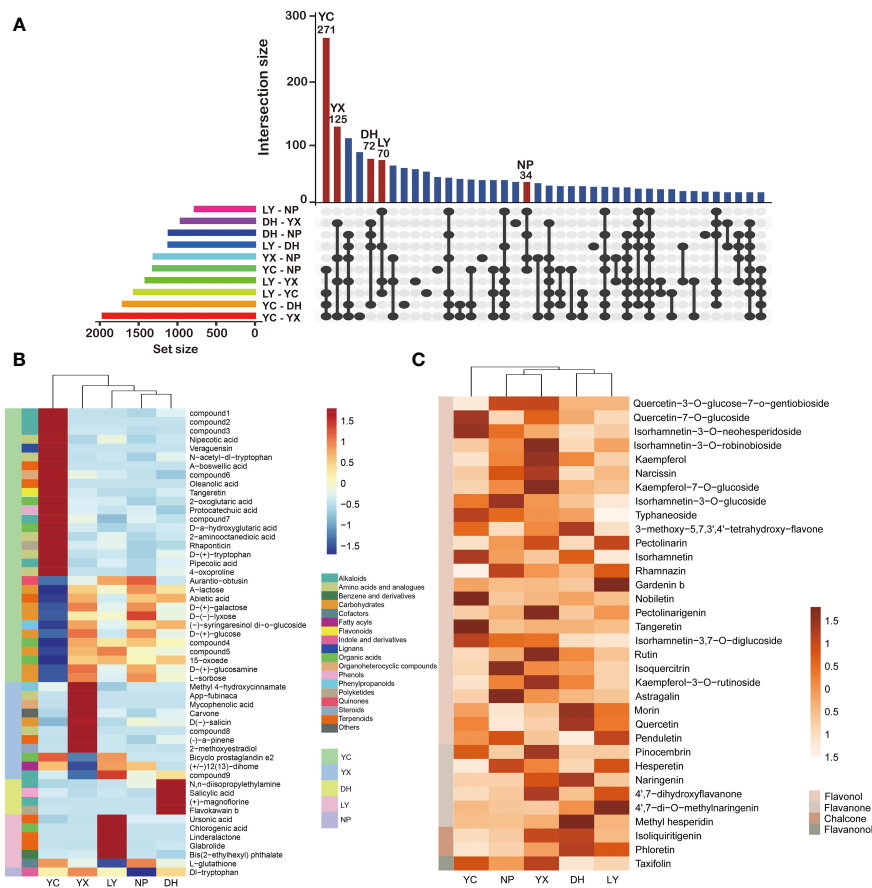 A
Intersection size
300
200
100
0
YC
271
YX
125
DH
72
LY
70
NP
34
LY - NP
DH - YX
DH - NP
LY - DH
YX - NP
YC - NP
LY - YX
LY - YC
YC - DH
YC - YX
2000 1500 1000 500 0
Set size
B
compound1
compound2
compound3
Nipecotic acid
Veraguensin
N-acetyl-dl-tryptophan
A-boswellic acid
compound6
Oleanolic acid
Tangeretin
2-oxoglutaric acid
Protocatechuic acid
compound7
D-a-hydroxyglutaric acid
2-aminooctanedioic acid
Rhaponticin
D-(+)-tryptophan
Pipecolic acid
4-oxoproline
Aurantio-obtusin
A-lactose
Abietic acid
D-(+)-galactose
D-(-)-lyxose
(-)-syringaresinol di-o-glucoside
D-(+)-glucose
compound4
compound5
15-oxoede
D-(+)-glucosamine
L-sorbose
Methyl 4-hydroxycinnamate
App-fubinaca
Mycophenolic acid
Carvone
D(-)-salicin
compound8
(-)-a-pinene
2-methoxyestradiol
Bicyclo prostaglandin e2
(+/-)12(13)-dihome
compound9
N,n-diisopropylethylamine
Salicylic acid
(+)-magnoflorine
Flavokawain b
Ursonic acid
Chlorogenic acid
Linderalactone
Glabrolide
Bis(2-ethylhexyl) phthalate
L-glutathione
Dl-tryptophan
YC YX LY NP DH
1.5
1
0.5
0
−0.5
−1
−1.5
Alkaloids
Amino acids and analogues
Benzene and derivatives
Carbohydrates
Cofactors
Fatty acyls
Flavonoids
Indole and derivatives
Lignans
Organic acids
Organoheterocyclic compounds
Phenols
Phenylpropanoids
Polyketides
Quinones
Steroids
Terpenoids
Others
YC
YX
DH
LY
NP
C
Quercetin-3-O-glucose-7-o-gentiobioside
Quercetin-7-O-glucoside
Isorhamnetin-3-O-neohesperidoside
Isorhamnetin-3-O-robinobioside
Kaempferol
Narcissin
Kaempferol-7-O-glucoside
Isorhamnetin-3-O-glucoside
Typhaneoside
3-methoxy-5,7,3',4'-tetrahydroxy-flavone
Pectolinarin
Isorhamnetin
Rhamnazin
Gardenin b
Nobiletin
Pectolinarigenin
Tangeretin
Isorhamnetin-3,7-O-diglucoside
Rutin
Isoquercitrin
Kaempferol-3-O-rutinoside
Astragalin
Morin
Quercetin
Penduletin
Pinocembrin
Hesperetin
Naringenin
4',7-dihydroxyflavanone
4',7-di-O-methylnaringenin
Methyl hesperidin
Isoliquiritigenin
Phloretin
Taxifolin
YC NP YX DH LY
1.5
1
0.5
0
0.5
1
1.5
Flavonol
Flavanone
Chalcone
Flavanonol